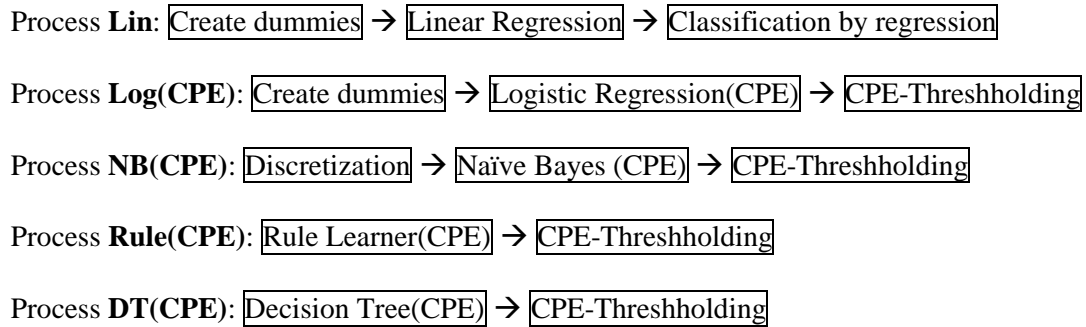 Process Lin: Create dummies → Linear Regression → Classification by regression
Process Log(CPE): Create dummies → Logistic Regression(CPE) → CPE-Threshholding
Process NB(CPE): Discretization → Naïve Bayes (CPE) → CPE-Threshholding
Process Rule(CPE): Rule Learner(CPE) → CPE-Threshholding
Process DT(CPE): Decision Tree(CPE) → CPE-Threshholding